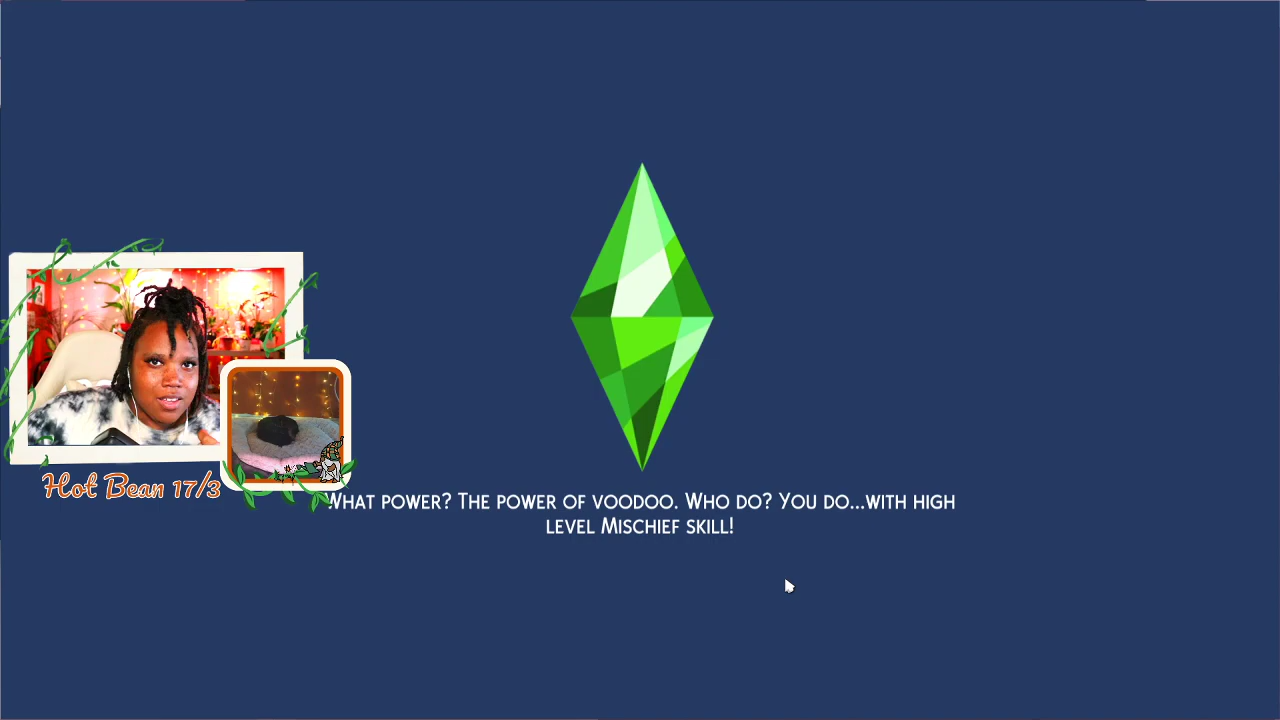 Hot Bean 17/3
What power? The power of voodoo. Who do? You do...with high
level Mischief skill!